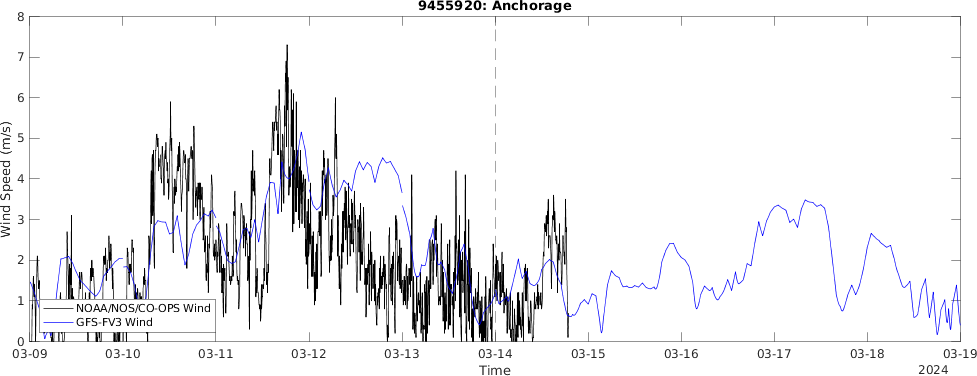 9455920: Anchorage
Wind Speed (m/s)
8
7
6
5
4
3
2
1
0
NOAA/NOS/CO-OPS Wind
GFS-FV3 Wind
03-09 03-10 03-11 03-12 03-13 03-14 03-15 03-16 03-17 03-18 03-19
Time
2024